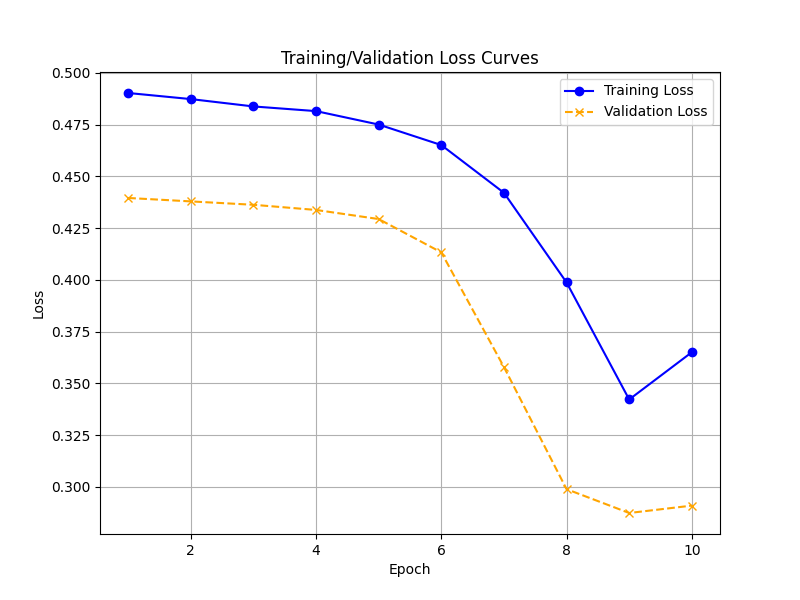 Training/Validation Loss Curves
Training Loss
Validation Loss
Loss
0.500
0.475
0.450
0.425
0.400
0.375
0.350
0.325
0.300
2 4 6 8 10
Epoch